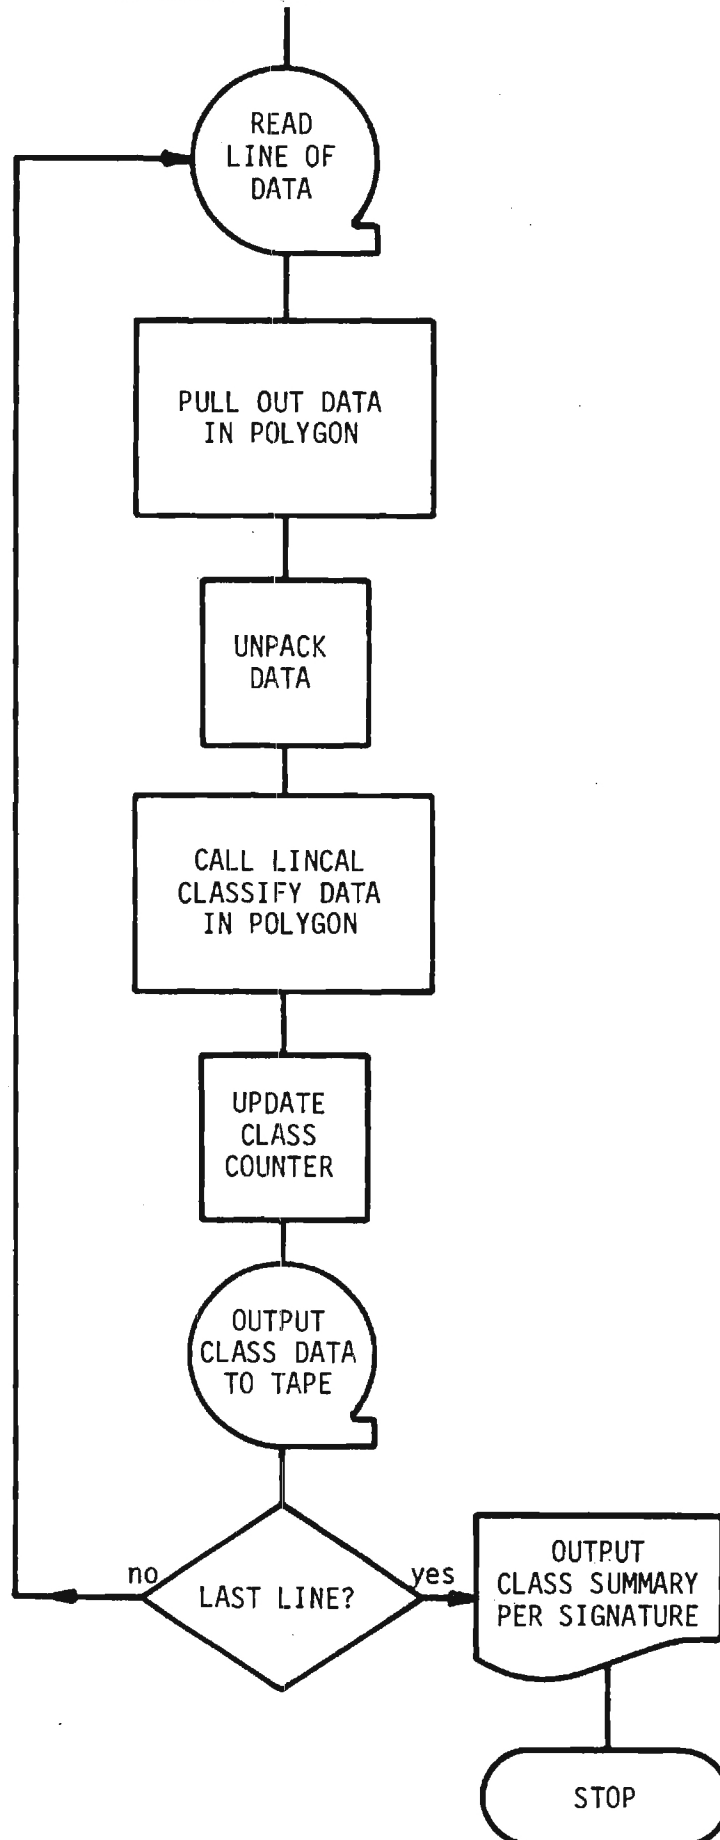 READ
LINE OF
DATA
PULL OUT DATA
IN POLYGON
UNPACK
DATA
CALL LINCAL
CLASSIFY DATA
IN POLYGON
UPDATE
CLASS
COUNTER
OUTPUT
CLASS DATA
TO TAPE
no
LAST LINE?
yes
OUTPUT
CLASS SUMMARY
PER SIGNATURE
STOP